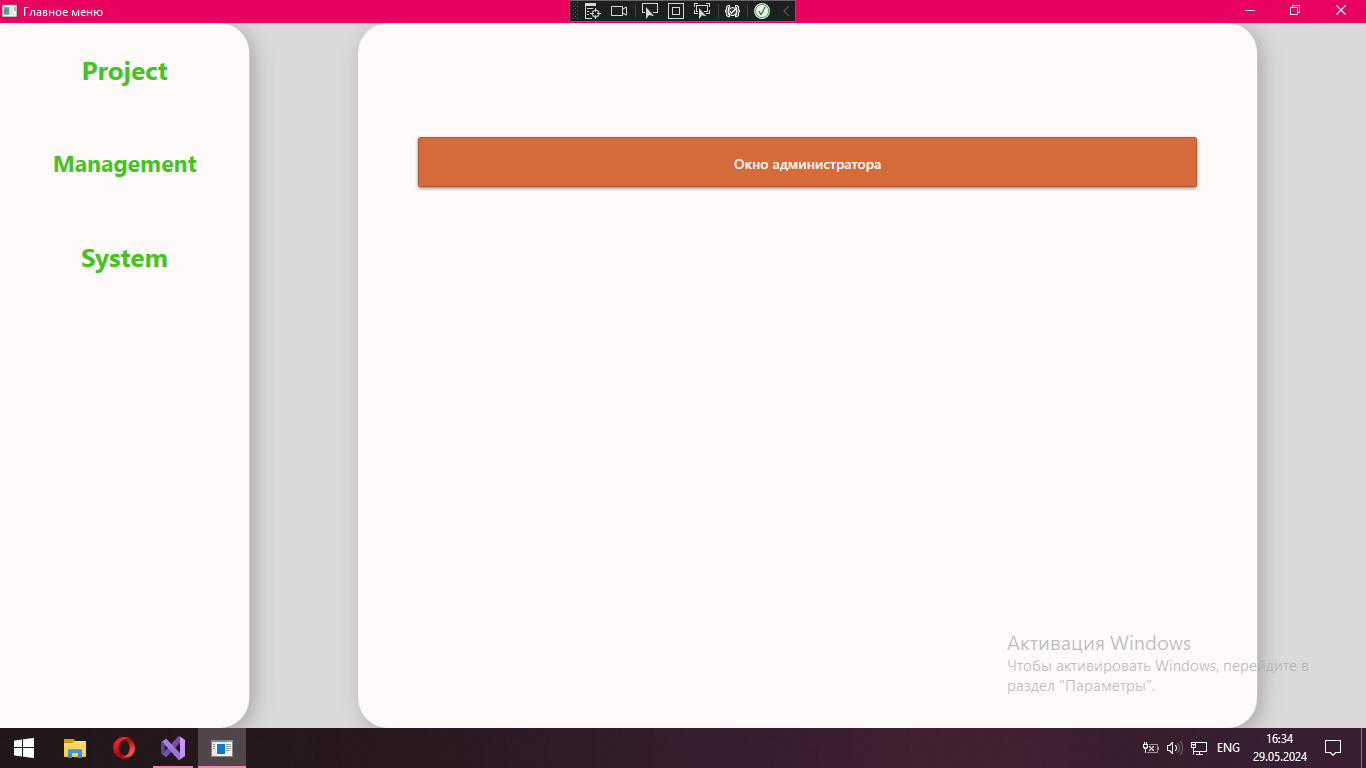 Главное меню
Project
Management
System
Окно администратора
Активация Windows
Чтобы активировать Windows, перейдите в
раздел "Параметры".
ENG
16:34
29.05.2024